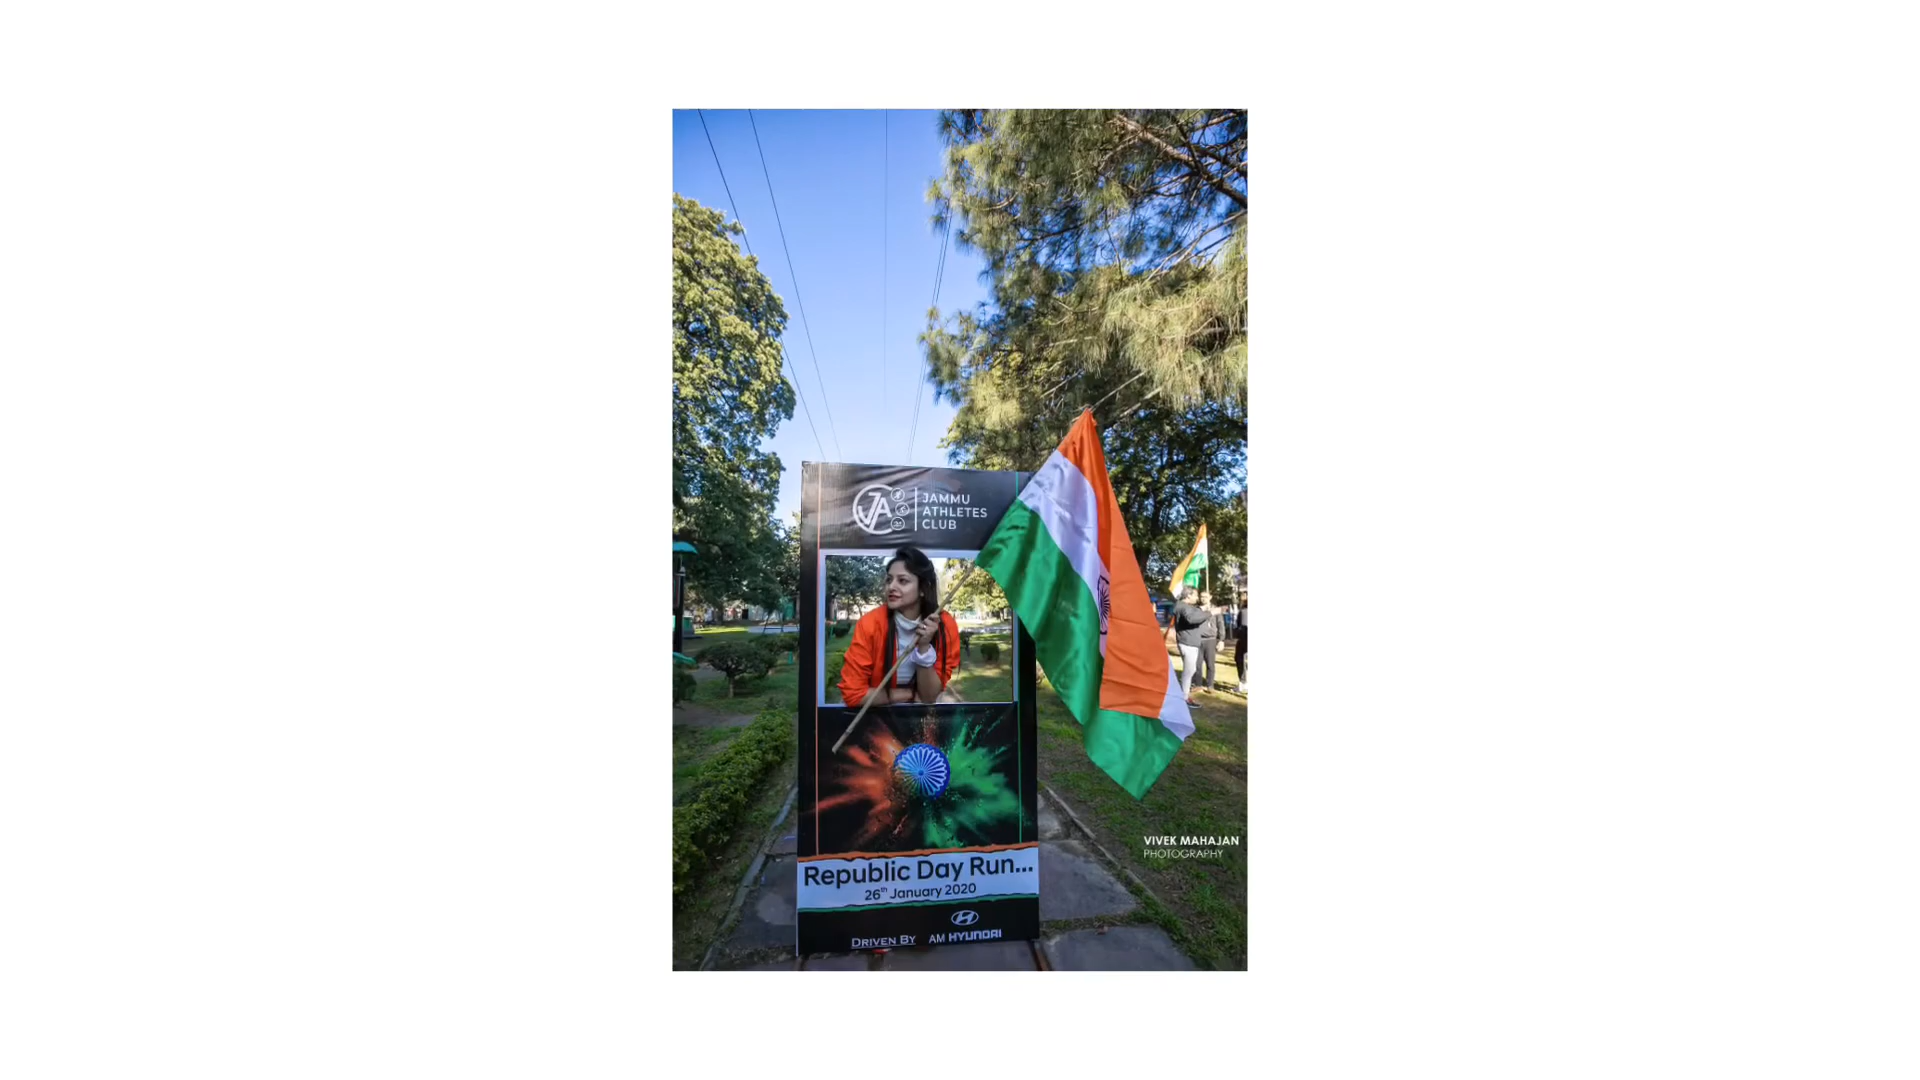 JA
JAMMU
ATHLETES
CLUB
Republic Day Run...
26th January 2020
DRIVEN BY AM HYUNDAI
VIVEK MAHAJAN
PHOTOGRAPHY